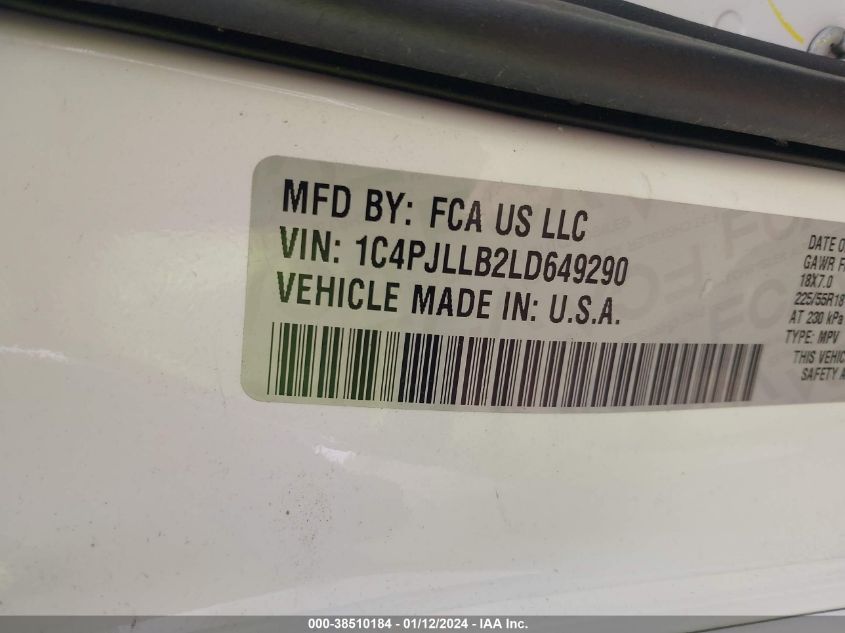 MFD BY: FCA US LLC
VIN: 1C4PJLLB2LD649290
VEHICLE MADE IN: U.S.A.
DATE O
GAWR F
18X7.0
225/55R18
AT 230 kPa
TYPE: MPV
THIS VEHIC
SAFETY A
000-38510184 - 01/12/2024 - IAA Inc.